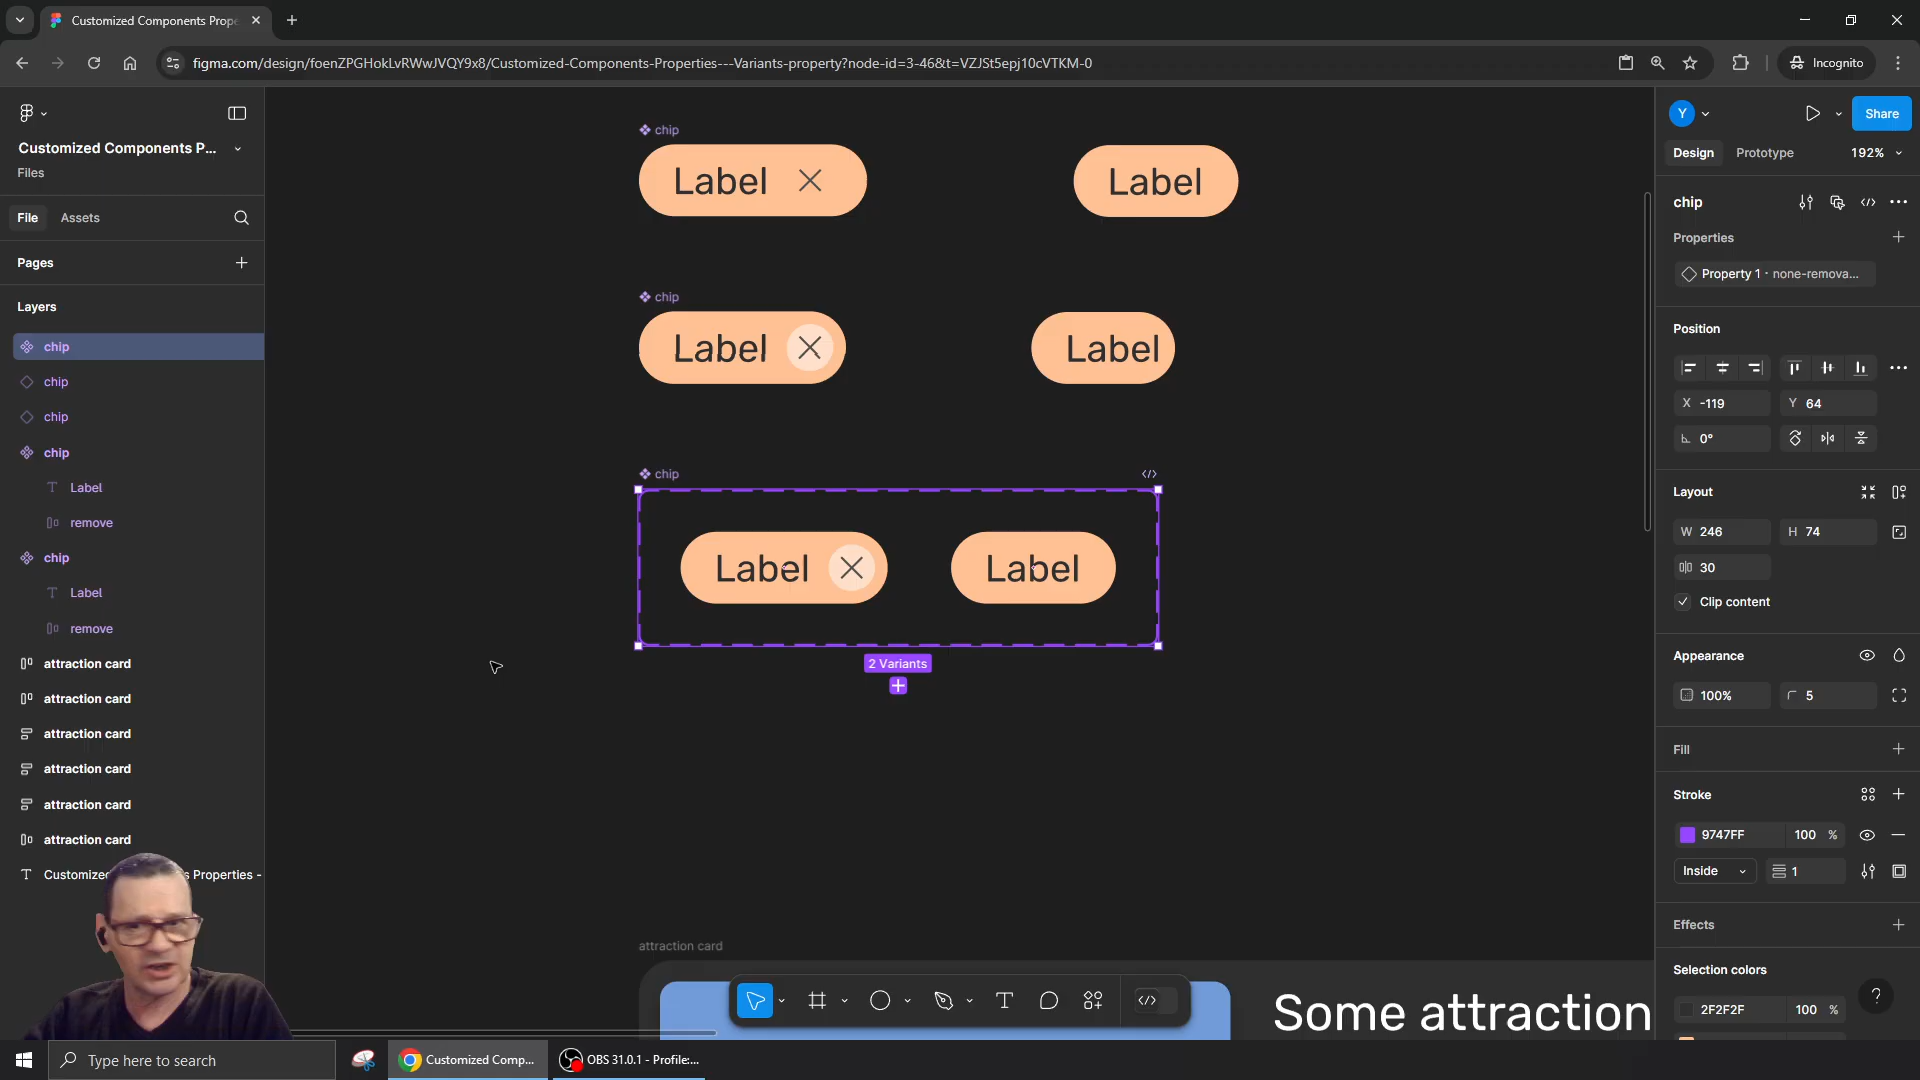 Customized Components Prope
figma.com/design/foenZPGHokLvRWwJVQY9x8/Customized-Components-Properties---Variants-property?node-id=3-46&t=VZJSt5epj10cVTKM-0
Incognito
Customized Components P...
Files
File
Assets
Pages
Layers
chip
chip
chip
chip
Label
remove
chip
Label
remove
attraction card
attraction card
attraction card
attraction card
attraction card
attraction card
Customized
s Properties -
chip
Label
Label
chip
Label
Label
chip
Label
Label
2 Variants
attraction card
Some attraction
Y
Share
Design
Prototype
192%
chip
Properties
Property 1 · none-remova...
Position
X -119
Y 64
0°
Layout
W 246
H 74
30
Clip content
Appearance
100%
5
Fill
Stroke
9747FF
100 %
Inside
1
Effects
Selection colors
2F2F2F
100 %
?
Type here to search
Customized Comp...
OBS 31.0.1 - Profile:...